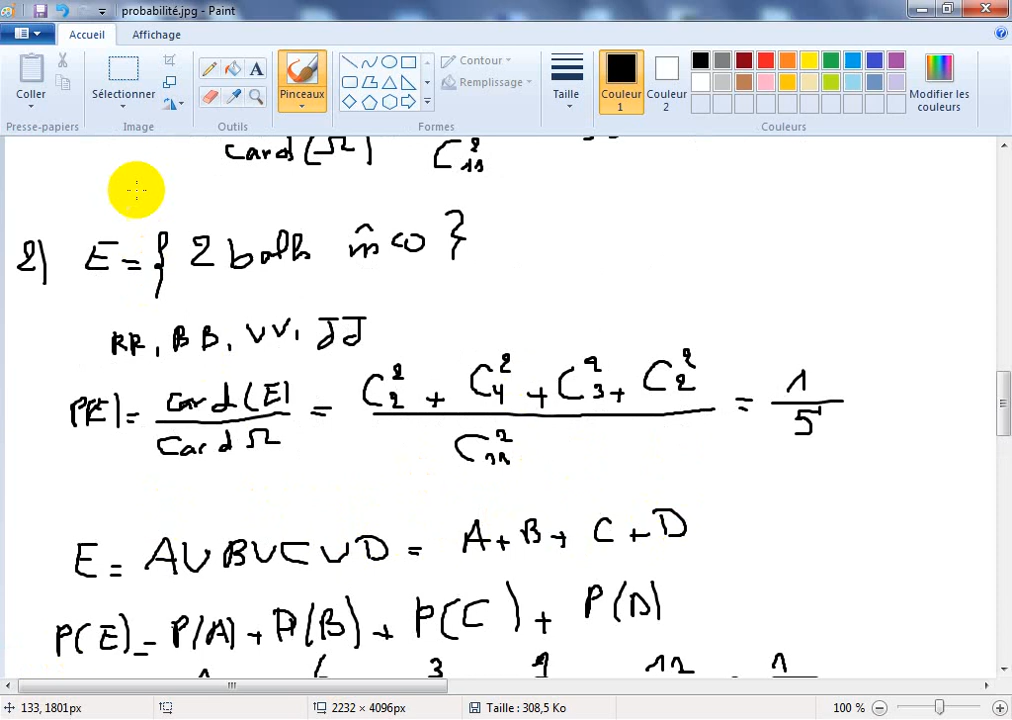 probabilité.jpg - Paint
Accueil Affichage
Coller
Sélectionner
Pinceaux
Contour
Remplissage
Taille
Couleur 1
Couleur 2
Modifier les couleurs
Presse-papiers Image Outils Formes Couleurs
Card(Ω) C²₁₁
2) E = { 2 balls m̂ co }
RR, BB, VV, JJ
P(E) = Card(E) / Card Ω = (C²₂ + C²₄ + C²₃ + C²₂) / C² = 1/5
E = A ∪ B ∪ C ∪ D = A + B + C + D
P(E) = P(A) + P(B) + P(C) + P(D)
133, 1801px 2232 × 4096px Taille : 308,5 Ko 100 %